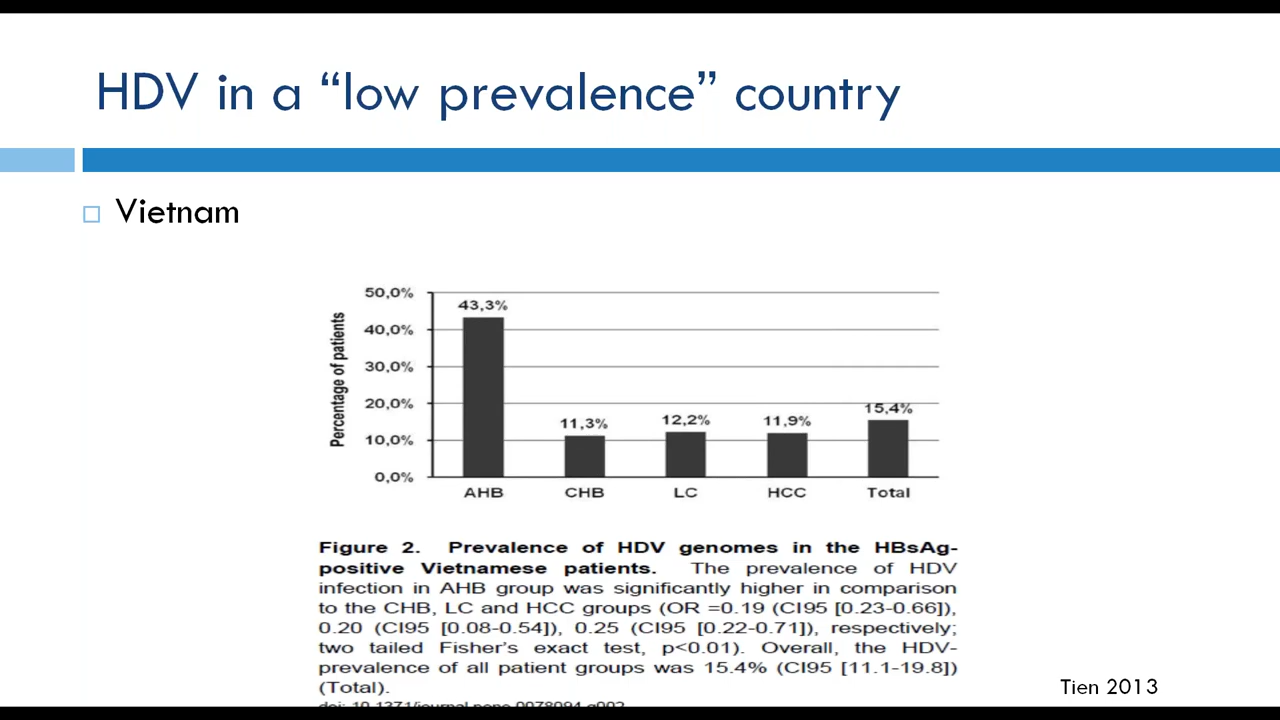 HDV in a “low prevalence” country
Vietnam
Percentage of patients
50,0%
40,0%
30,0%
20,0%
10,0%
0,0%
43,3%
11,3%
12,2%
11,9%
15,4%
AHB
CHB
LC
HCC
Total
Figure 2. Prevalence of HDV genomes in the HBsAg-
positive Vietnamese patients. The prevalence of HDV
infection in AHB group was significantly higher in comparison
to the CHB, LC and HCC groups (OR =0.19 (CI95 [0.23-0.66]),
0.20 (CI95 [0.08-0.54]), 0.25 (CI95 [0.22-0.71]), respectively;
two tailed Fisher’s exact test, p<0.01). Overall, the HDV-
prevalence of all patient groups was 15.4% (CI95 [11.1-19.8])
(Total).
Tien 2013